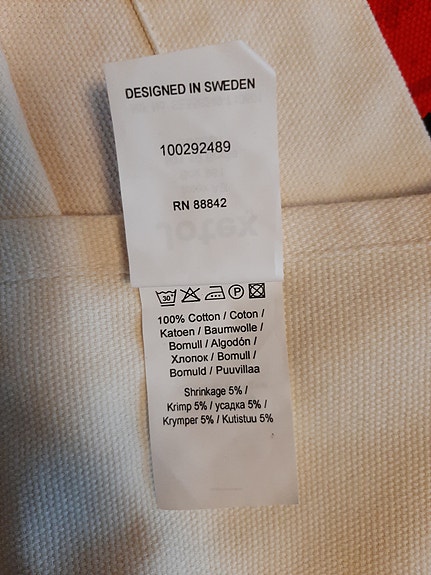 DESIGNED IN SWEDEN
100292489
RN 88842
30°
P
100% Cotton / Coton /
Katoen / Baumwolle /
Bomull / Algodón /
Хлопок / Bomull /
Bomuld / Puuvillaa
Shrinkage 5% /
Krimp 5% / усадка 5% /
Krymper 5% / Kutistuu 5%